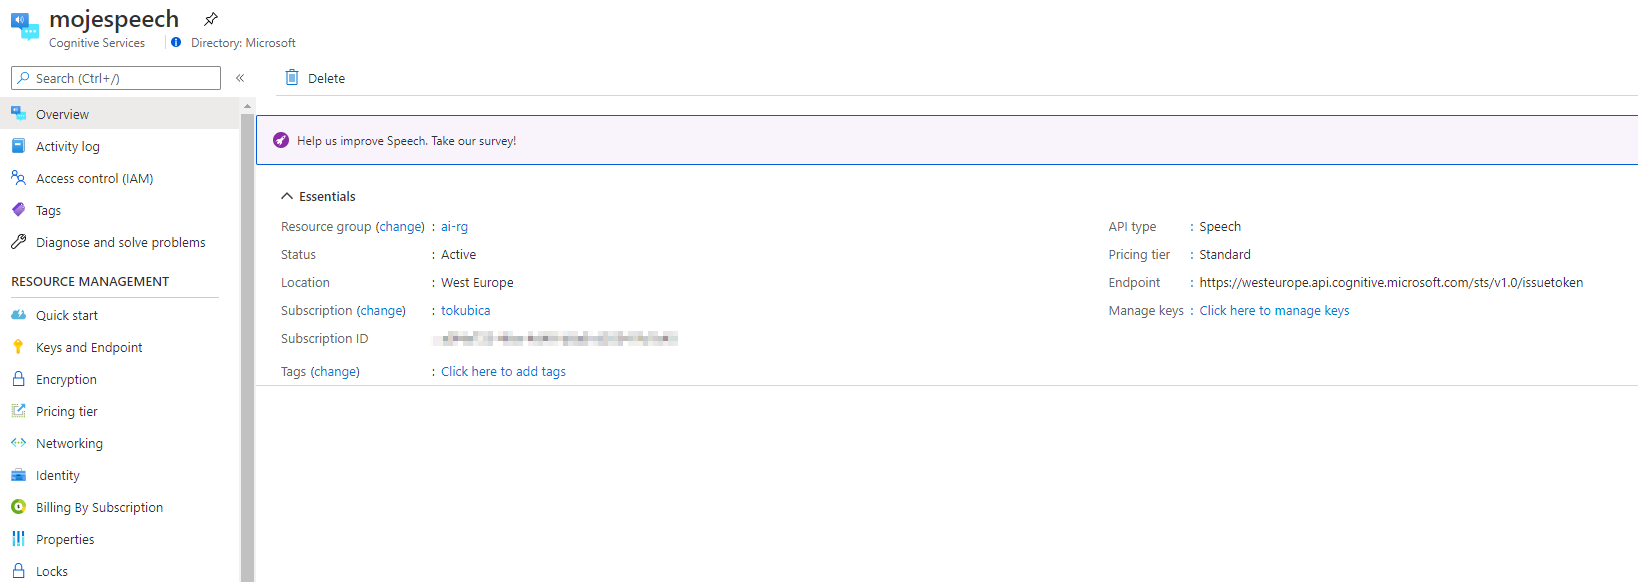 mojespeech
Cognitive Services
Directory: Microsoft
Search (Ctrl+/)
«
Delete
Overview
Activity log
Access control (IAM)
Tags
Diagnose and solve problems
RESOURCE MANAGEMENT
Quick start
Keys and Endpoint
Encryption
Pricing tier
Networking
Identity
Billing By Subscription
Properties
Locks
Help us improve Speech. Take our survey!
Essentials
Resource group (change) : ai-rg
Status : Active
Location : West Europe
Subscription (change) : tokubica
Subscription ID
Tags (change) : Click here to add tags
API type : Speech
Pricing tier : Standard
Endpoint : https://westeurope.api.cognitive.microsoft.com/sts/v1.0/issuetoken
Manage keys : Click here to manage keys